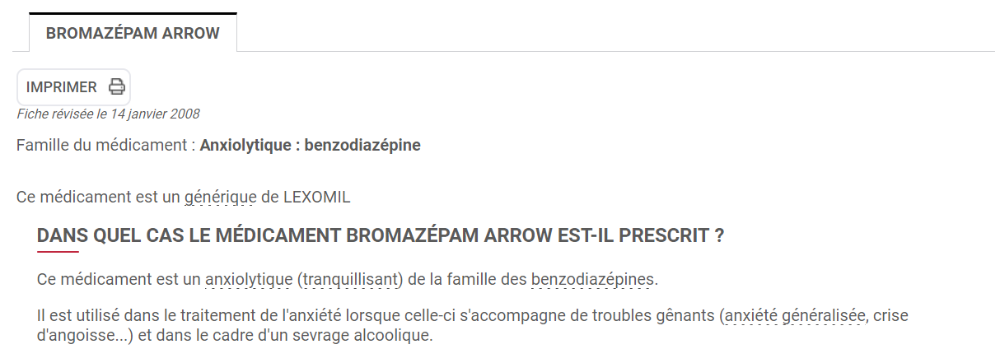 BROMAZÉPAM ARROW
IMPRIMER
Fiche révisée le 14 janvier 2008
Famille du médicament : Anxiolytique : benzodiazépine
Ce médicament est un générique de LEXOMIL
DANS QUEL CAS LE MÉDICAMENT BROMAZÉPAM ARROW EST-IL PRESCRIT ?
Ce médicament est un anxiolytique (tranquillisant) de la famille des benzodiazépines.
Il est utilisé dans le traitement de l'anxiété lorsque celle-ci s'accompagne de troubles gênants (anxiété généralisée, crise
d'angoisse...) et dans le cadre d'un sevrage alcoolique.